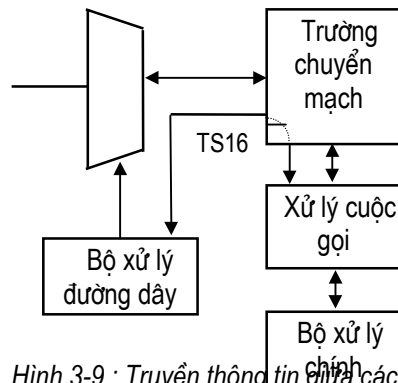 Trường
chuyển
mạch
TS16
Xử lý cuộc
gọi
Bộ xử lý
đường dây
Bộ xử lý
chính
Hình 3-9 : Truyền thông tin giữa các